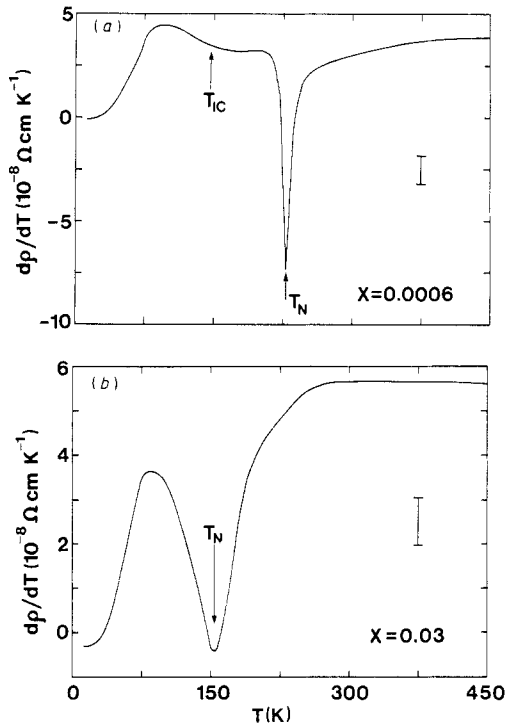 (a)
5
0
−5
−10
dρ/dT (10⁻⁸ Ω cm K⁻¹)
T_IC
T_N
X=0.0006
(b)
6
4
2
0
dρ/dT (10⁻⁸ Ω cm K⁻¹)
T_N
X=0.03
0 150 300 450
T(K)